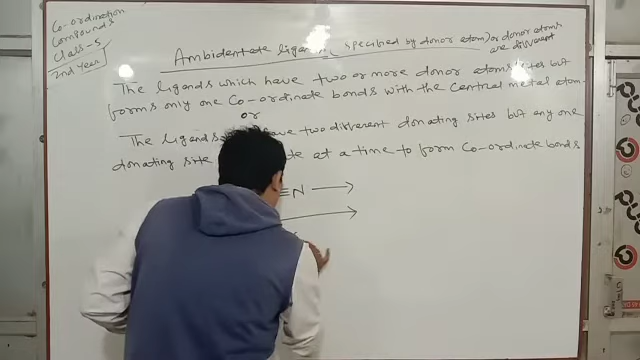 Co-ordination
Compounds
Class-5
2nd Year
Ambidentate ligan (specified by donor atom) or donor atoms
are different
The ligands which have two or more donor atoms but
forms only one Co-ordinate bonds with the Central metal atom.
or
The ligands have two different donating sites but any one
donating site at a time to form Co-ordinate bonds
≡N →